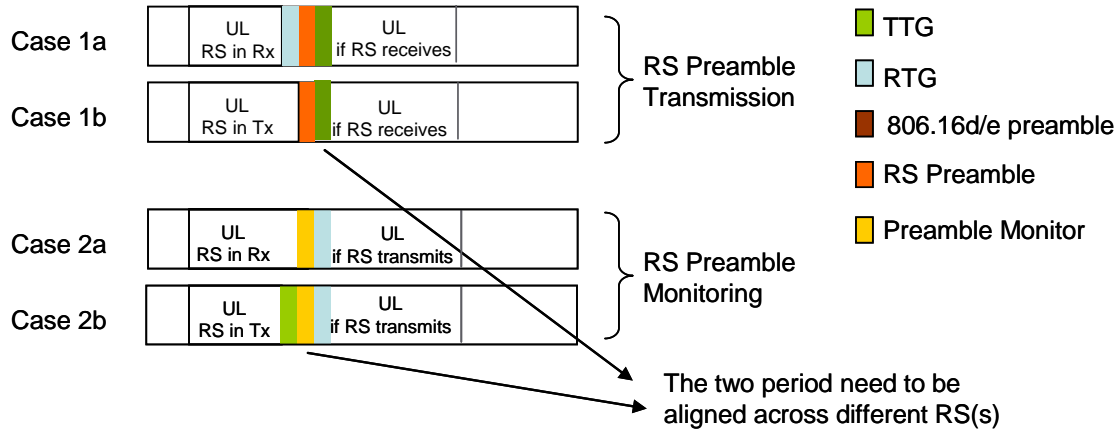 Case 1a
UL
RS in Rx
UL
if RS receives
Case 1b
UL
RS in Tx
UL
if RS receives
RS Preamble
Transmission
Case 2a
UL
RS in Rx
UL
if RS transmits
Case 2b
UL
RS in Tx
UL
if RS transmits
RS Preamble
Monitoring
TTG
RTG
806.16d/e preamble
RS Preamble
Preamble Monitor
The two period need to be
aligned across different RS(s)